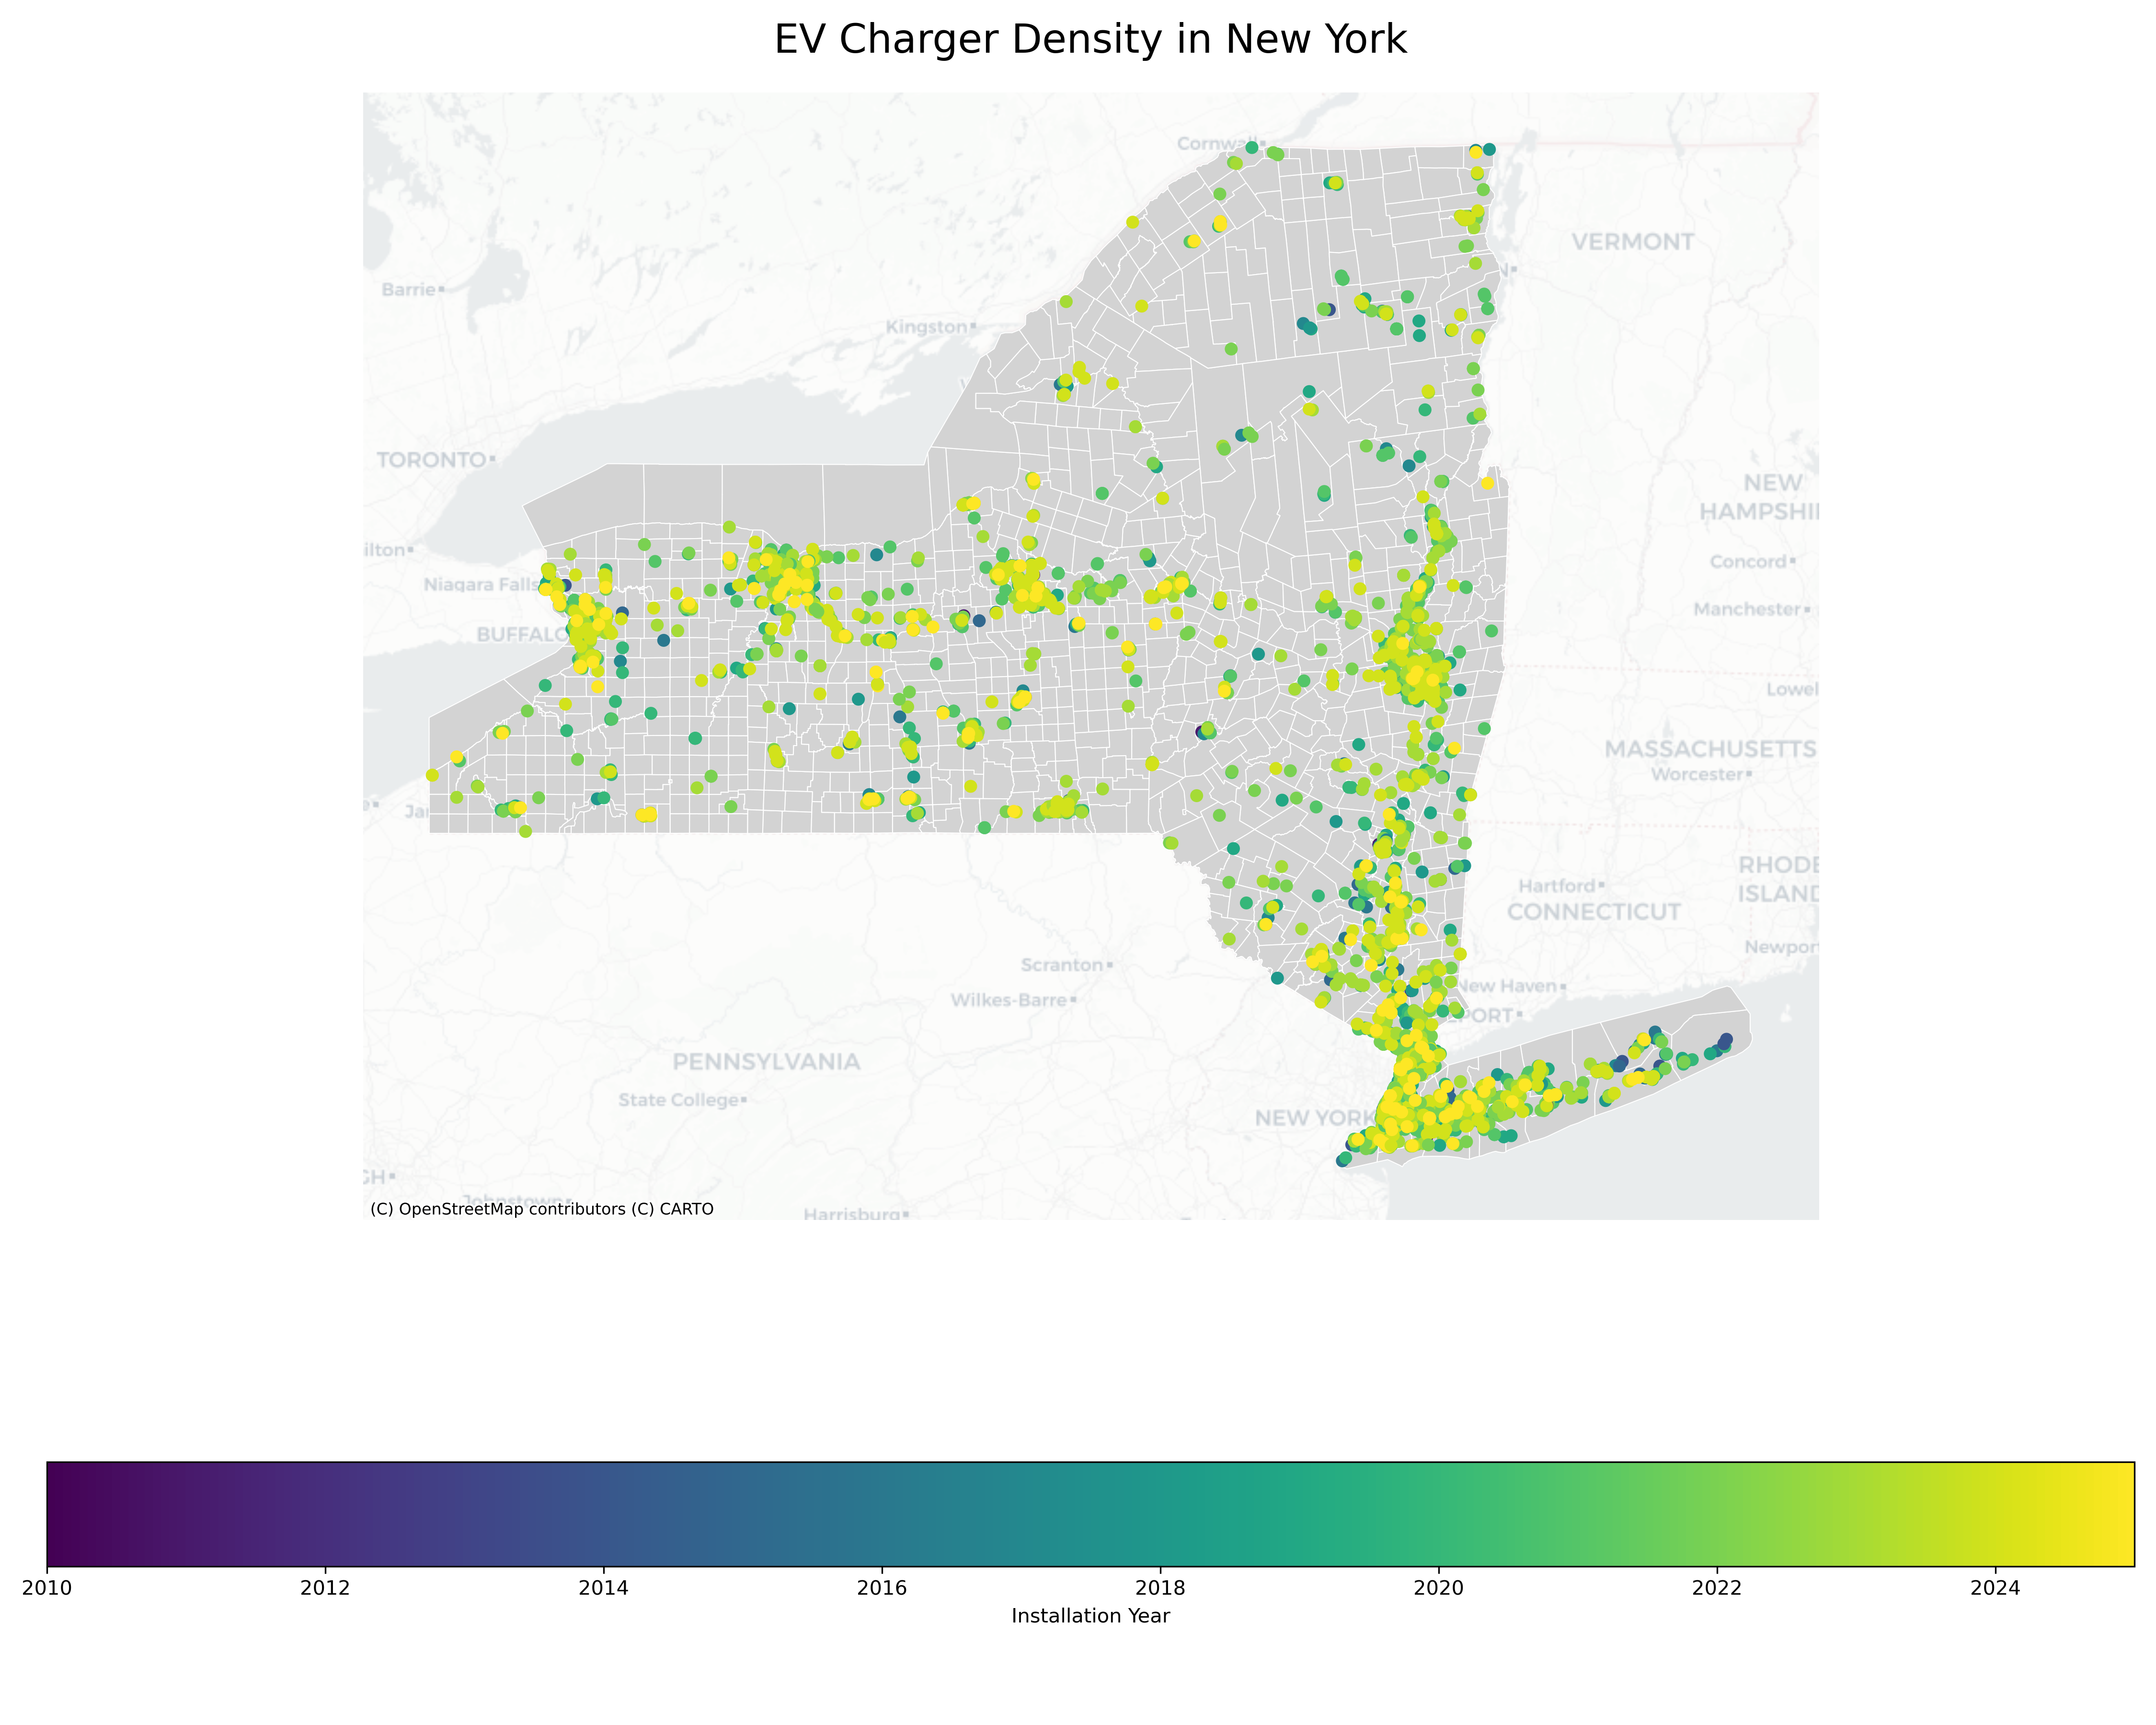 EV Charger Density in New York
Cornwall
VERMONT
Barrie
Kingston
TORONTO
NEW
HAMPSHI
ilton
Concord
Niagara Falls
Manchester
BUFFALO
Lowel
MASSACHUSETTS
Worcester
Ja
RHODE
ISLAND
Hartford
CONNECTICUT
Newpor
Scranton
New Haven
Wilkes-Barre
PORT
PENNSYLVANIA
State College
NEW YORK
GH
Johnstown
(C) OpenStreetMap contributors (C) CARTO
Harrisburg
2010 2012 2014 2016 2018 2020 2022 2024
Installation Year